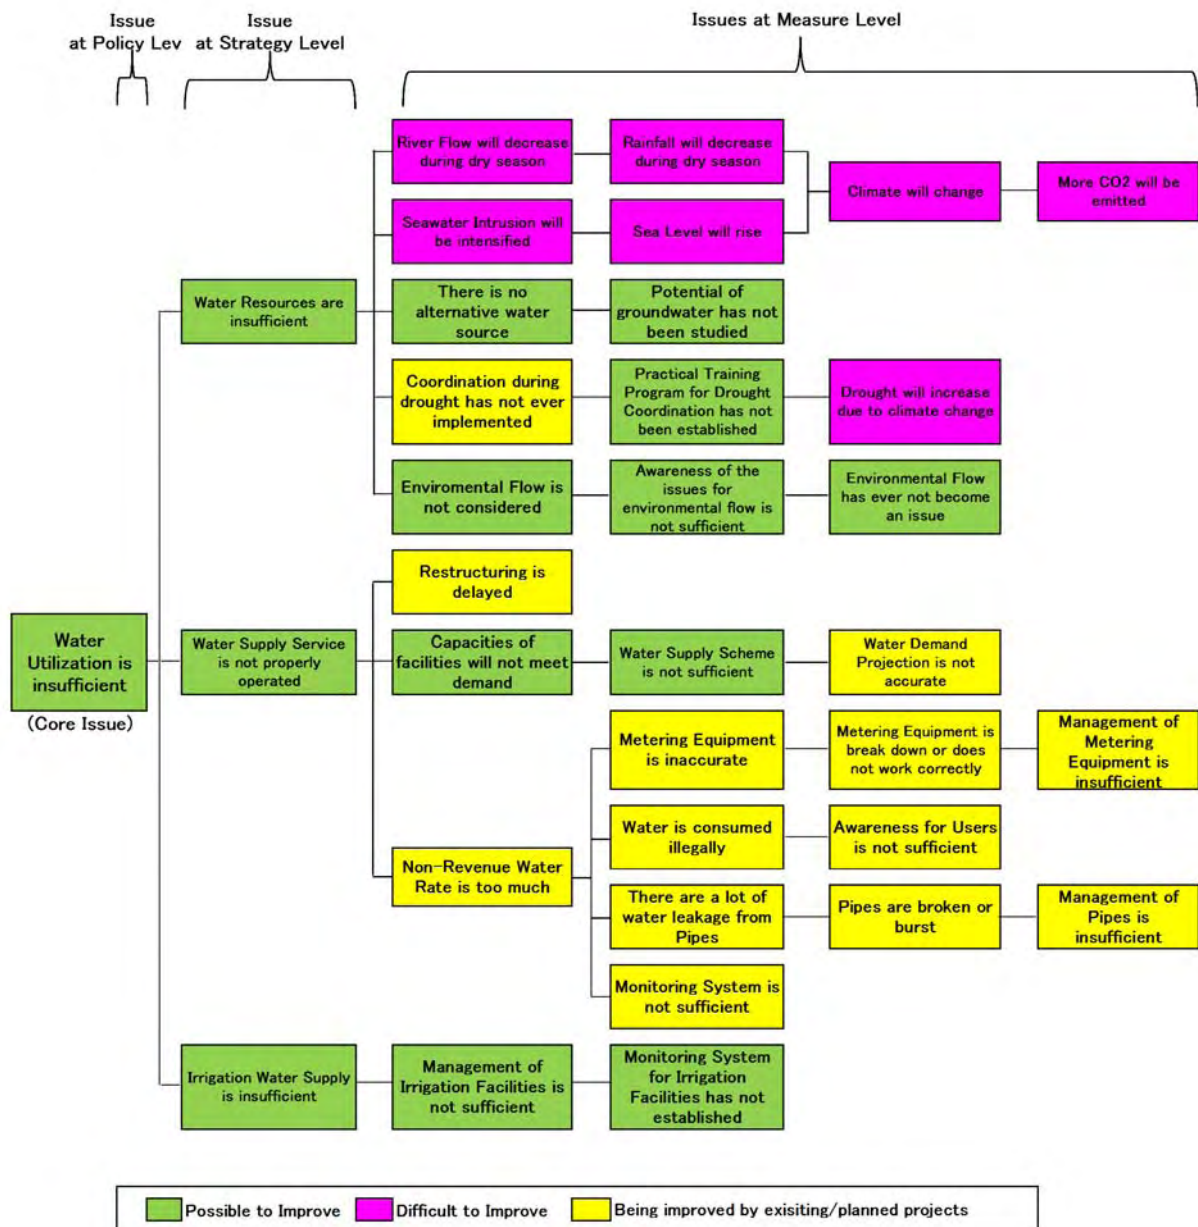 Issue
at Policy Lev
Issue
at Strategy Level
Issues at Measure Level
River Flow will decrease
during dry season
Rainfall will decrease
during dry season
Climate will change
More CO2 will be
emitted
Seawater Intrusion will
be intensified
Sea Level will rise
Water Resources are
insufficient
There is no
alternative water
source
Potential of
groundwater has not
been studied
Coordination during
drought has not ever
implemented
Practical Training
Program for Drought
Coordination has not
been established
Drought will increase
due to climate change
Enviromental Flow is
not considered
Awareness of the
issues for
environmental flow is
not sufficient
Environmental Flow
has ever not become
an issue
Restructuring is
delayed
Water
Utilization is
insufficient
(Core Issue)
Water Supply Service
is not properly
operated
Capacities of
facilities will not meet
demand
Water Supply Scheme
is not sufficient
Water Demand
Projection is not
accurate
Metering Equipment
is inaccurate
Metering Equipment is
break down or does
not work correctly
Management of
Metering
Equipment is
insufficient
Water is consumed
illegally
Awareness for Users
is not sufficient
Non-Revenue Water
Rate is too much
There are a lot of
water leakage from
Pipes
Pipes are broken or
burst
Management of
Pipes is
insufficient
Monitoring System is
not sufficient
Irrigation Water Supply
is insufficient
Management of
Irrigation Facilities is
not sufficient
Monitoring System
for Irrigation
Facilities has not
established
Possible to Improve
Difficult to Improve
Being improved by exisiting/planned projects